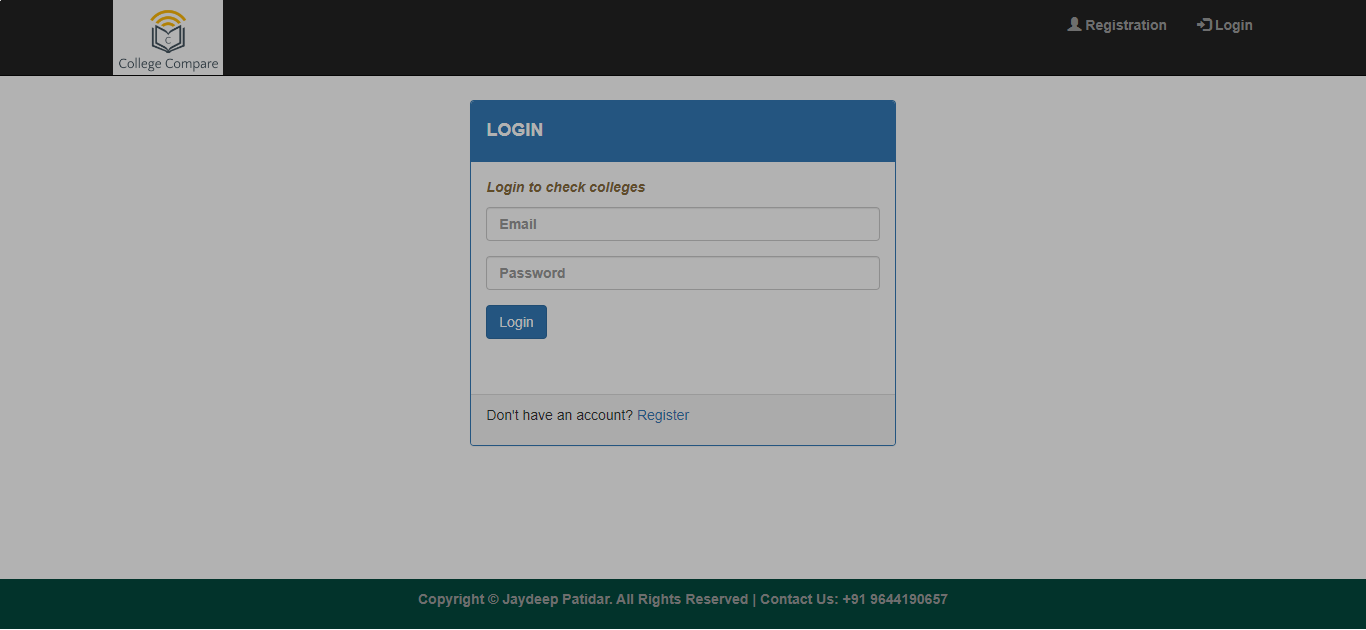 C
College Compare
Registration
Login
LOGIN
Login to check colleges
Email
Password
Login
Don't have an account? Register
Copyright © Jaydeep Patidar. All Rights Reserved | Contact Us: +91 9644190657